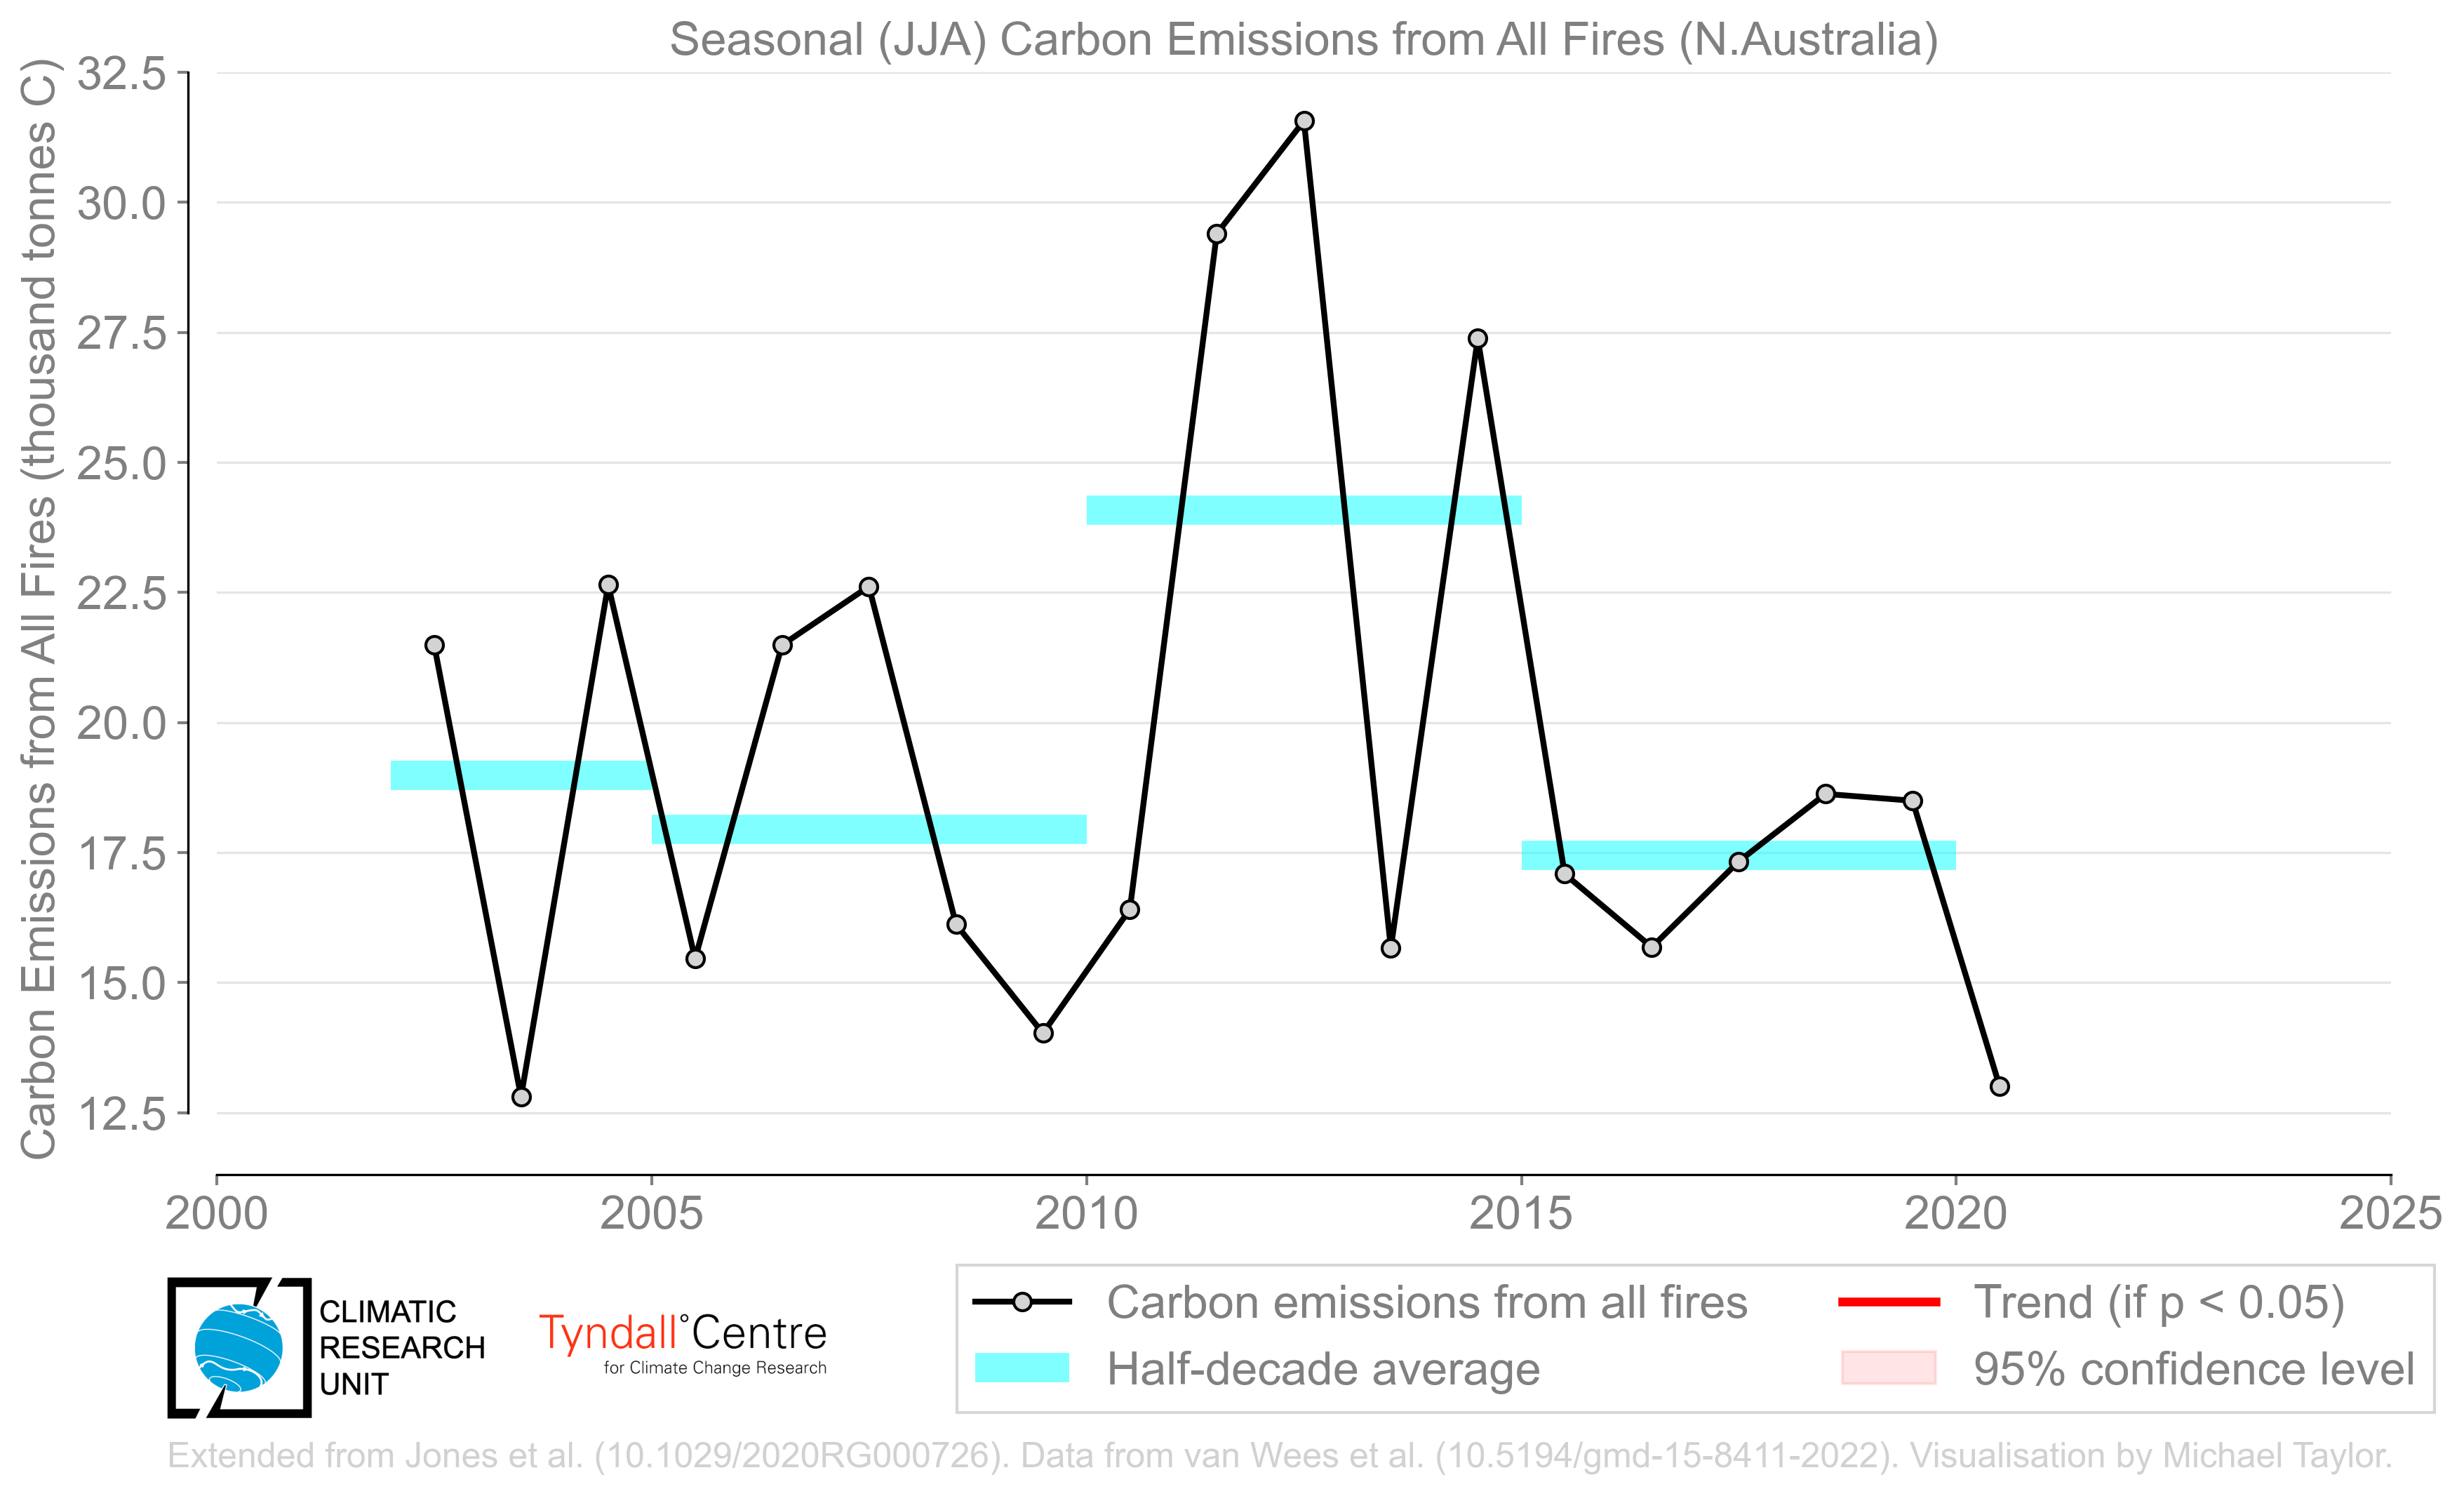 Seasonal (JJA) Carbon Emissions from All Fires (N.Australia)
Carbon Emissions from All Fires (thousand tonnes C)
32.5
30.0
27.5
25.0
22.5
20.0
17.5
15.0
12.5
2000 2005 2010 2015 2020 2025
CLIMATIC
RESEARCH
UNIT
Tyndall°Centre
for Climate Change Research
Carbon emissions from all fires
Half-decade average
Trend (if p < 0.05)
95% confidence level
Extended from Jones et al. (10.1029/2020RG000726). Data from van Wees et al. (10.5194/gmd-15-8411-2022). Visualisation by Michael Taylor.